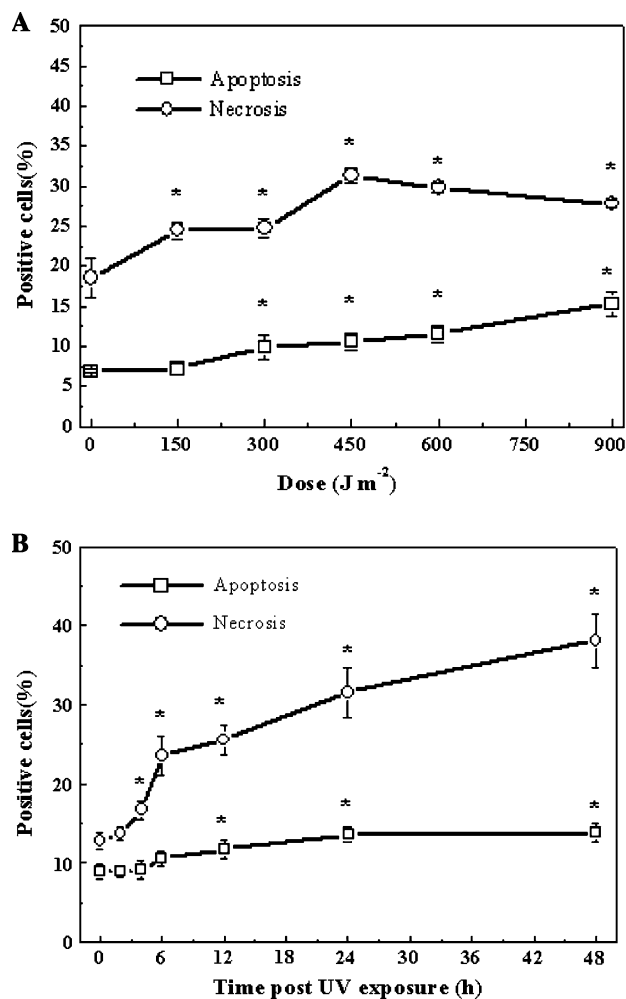 A
50
45
40
35
30
25
20
15
10
5
0
Positive cells(%)
Apoptosis
Necrosis
*
*
*
*
*
*
*
*
*
0 150 300 450 600 750 900
Dose (J m-2)
B
50
40
30
20
10
0
Positive cells(%)
Apoptosis
Necrosis
*
*
*
*
*
*
*
*
0 6 12 18 24 30 36 42 48
Time post UV exposure (h)